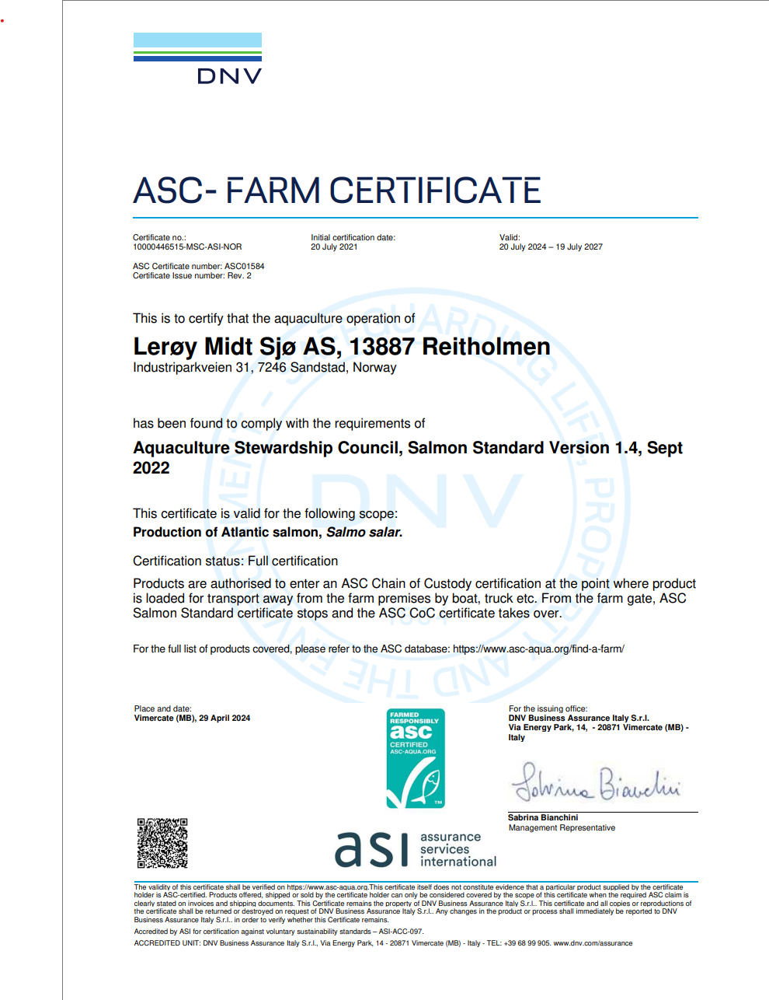 DNV
ASC- FARM CERTIFICATE
Certificate no.:
10000446515-MSC-ASI-NOR
Initial certification date:
20 July 2021
Valid:
20 July 2024 – 19 July 2027
ASC Certificate number: ASC01584
Certificate Issue number: Rev. 2
This is to certify that the aquaculture operation of
Lerøy Midt Sjø AS, 13887 Reitholmen
Industriparkveien 31, 7246 Sandstad, Norway
has been found to comply with the requirements of
Aquaculture Stewardship Council, Salmon Standard Version 1.4, Sept
2022
This certificate is valid for the following scope:
Production of Atlantic salmon, Salmo salar.
Certification status: Full certification
Products are authorised to enter an ASC Chain of Custody certification at the point where product
is loaded for transport away from the farm premises by boat, truck etc. From the farm gate, ASC
Salmon Standard certificate stops and the ASC CoC certificate takes over.
For the full list of products covered, please refer to the ASC database: https://www.asc-aqua.org/find-a-farm/
SAFEGUARDING LIFE, PROPERTY AND THE ENVIRONMENT -
DNV
1864
Place and date:
Vimercate (MB), 29 April 2024
FARMED
RESPONSIBLY
asc
CERTIFIED
ASC-AQUA.ORG
TM
For the issuing office:
DNV Business Assurance Italy S.r.l.
Via Energy Park, 14,  - 20871 Vimercate (MB) -
Italy
Sabrina Bianchini
Sabrina Bianchini
Management Representative
asi assurance
services
international
The validity of this certificate shall be verified on https://www.asc-aqua.org.This certificate itself does not constitute evidence that a particular product supplied by the certificate
holder is ASC-certified. Products offered, shipped or sold by the certificate holder can only be considered covered by the scope of this certificate when the required ASC claim is
clearly stated on invoices and shipping documents. This Certificate remains the property of DNV Business Assurance Italy S.r.l.. This certificate and all copies or reproductions of
the certificate shall be returned or destroyed on request of DNV Business Assurance Italy S.r.l.. Any changes in the product or process shall immediately be reported to DNV
Business Assurance Italy S.r.l.. in order to verify whether this Certificate remains.
Accredited by ASI for certification against voluntary sustainability standards – ASI-ACC-097.
ACCREDITED UNIT: DNV Business Assurance Italy S.r.l., Via Energy Park, 14 - 20871 Vimercate (MB) - Italy - TEL: +39 68 99 905. www.dnv.com/assurance